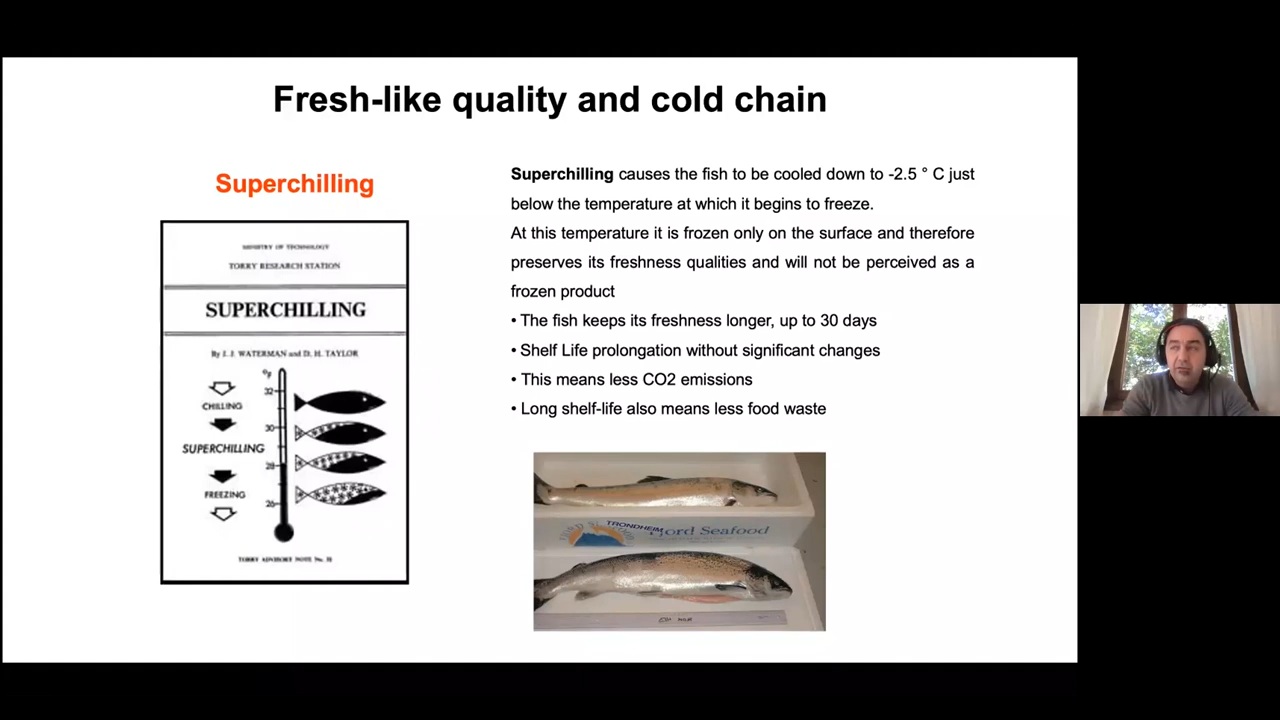 Fresh-like quality and cold chain
Superchilling
MINISTRY OF TECHNOLOGY
TORRY RESEARCH STATION
SUPERCHILLING
By J. J. WATERMAN and D. H. TAYLOR
°F
32
CHILLING
30
SUPERCHILLING
28
FREEZING
26
TORRY ADVISORY NOTE No.
Superchilling causes the fish to be cooled down to -2.5 ° C just
below the temperature at which it begins to freeze.
At this temperature it is frozen only on the surface and therefore
preserves its freshness qualities and will not be perceived as a
frozen product
• The fish keeps its freshness longer, up to 30 days
• Shelf Life prolongation without significant changes
• This means less CO2 emissions
• Long shelf-life also means less food waste
TRONDHEIM
Fjord Seafood